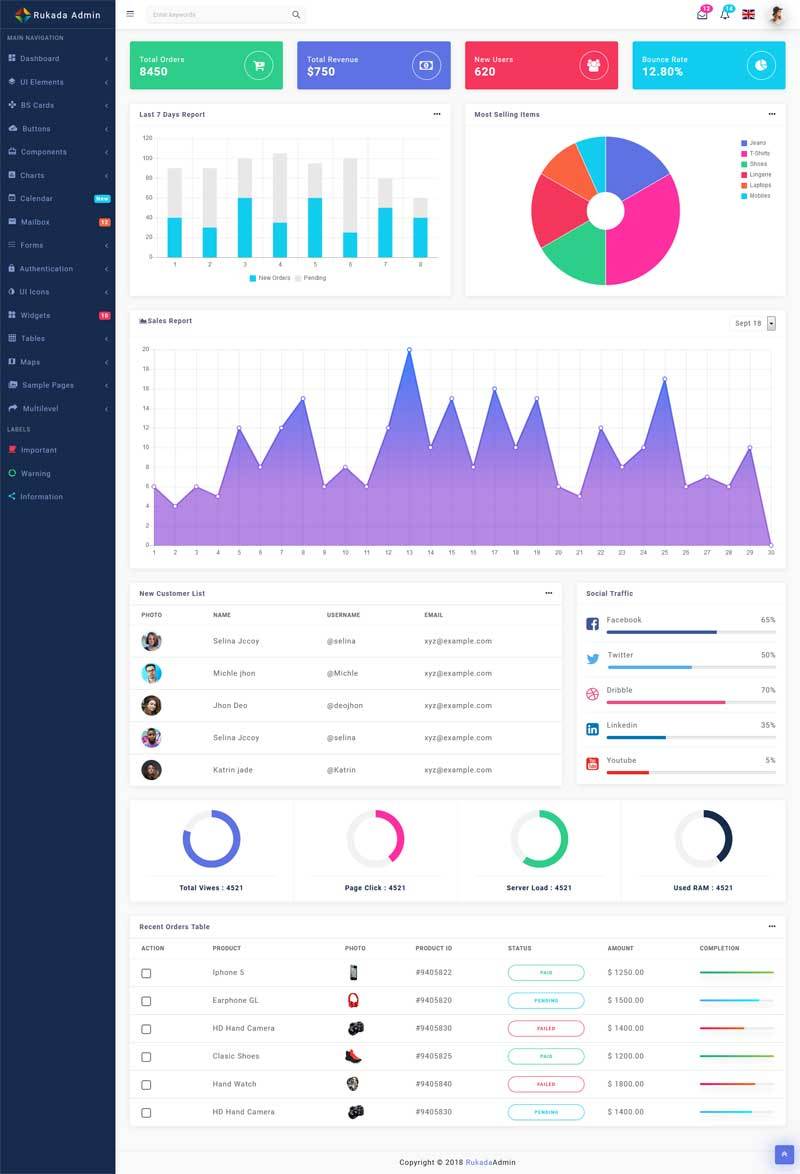 Rukada Admin
Enter keywords
12
14
MAIN NAVIGATION
Dashboard
UI Elements
BS Cards
Buttons
Components
Charts
Calendar New
Mailbox 12
Forms
Authentication
UI Icons
Widgets 10
Tables
Maps
Sample Pages
Multilevel
LABELS
Important
Warning
Information
Total Orders
8450
Total Revenue
$750
New Users
620
Bounce Rate
12.80%
Last 7 Days Report
120
100
80
60
40
20
0
1 2 3 4 5 6 7 8
New Orders Pending
Most Selling Items
Jeans
T-Shirts
Shoes
Lingerie
Laptops
Mobiles
Sales Report
Sept 18
20
18
16
14
12
10
8
6
4
2
0
1 2 3 4 5 6 7 8 9 10 11 12 13 14 15 16 17 18 19 20 21 22 23 24 25 26 27 28 29 30
New Customer List
PHOTO NAME USERNAME EMAIL
Selina Jccoy @selina xyz@example.com
Michle jhon @Michle xyz@example.com
Jhon Deo @deojhon xyz@example.com
Selina Jccoy @selina xyz@example.com
Katrin jade @Katrin xyz@example.com
Social Traffic
Facebook 65%
Twitter 50%
Dribble 70%
Linkedin 35%
Youtube 5%
Total Viwes : 4521
Page Click : 4521
Server Load : 4521
Used RAM : 4521
Recent Orders Table
ACTION PRODUCT PHOTO PRODUCT ID STATUS AMOUNT COMPLETION
Iphone 5 #9405822 PAID $ 1250.00
Earphone GL #9405820 PENDING $ 1500.00
HD Hand Camera #9405830 FAILED $ 1400.00
Clasic Shoes #9405825 PAID $ 1200.00
Hand Watch #9405840 FAILED $ 1800.00
HD Hand Camera #9405830 PENDING $ 1400.00
Copyright © 2018 RukadaAdmin